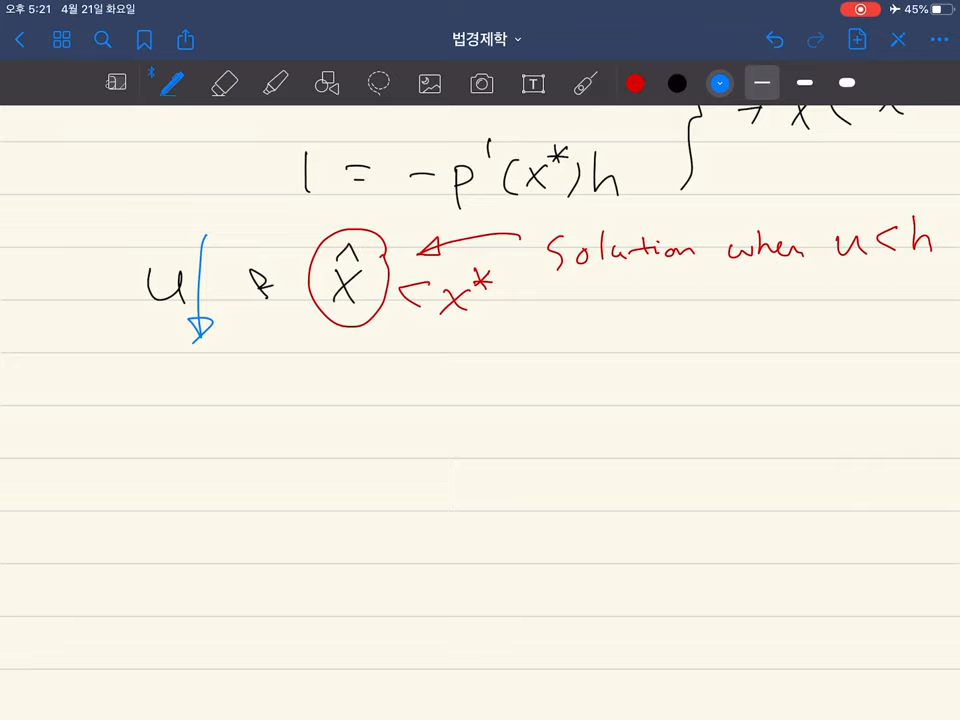 오후 5:21 4월 21일 화요일 45%
법경제학
T
→ x <
1 = -p'(x*)h
u & x̂ ← Solution when u<h
< x*